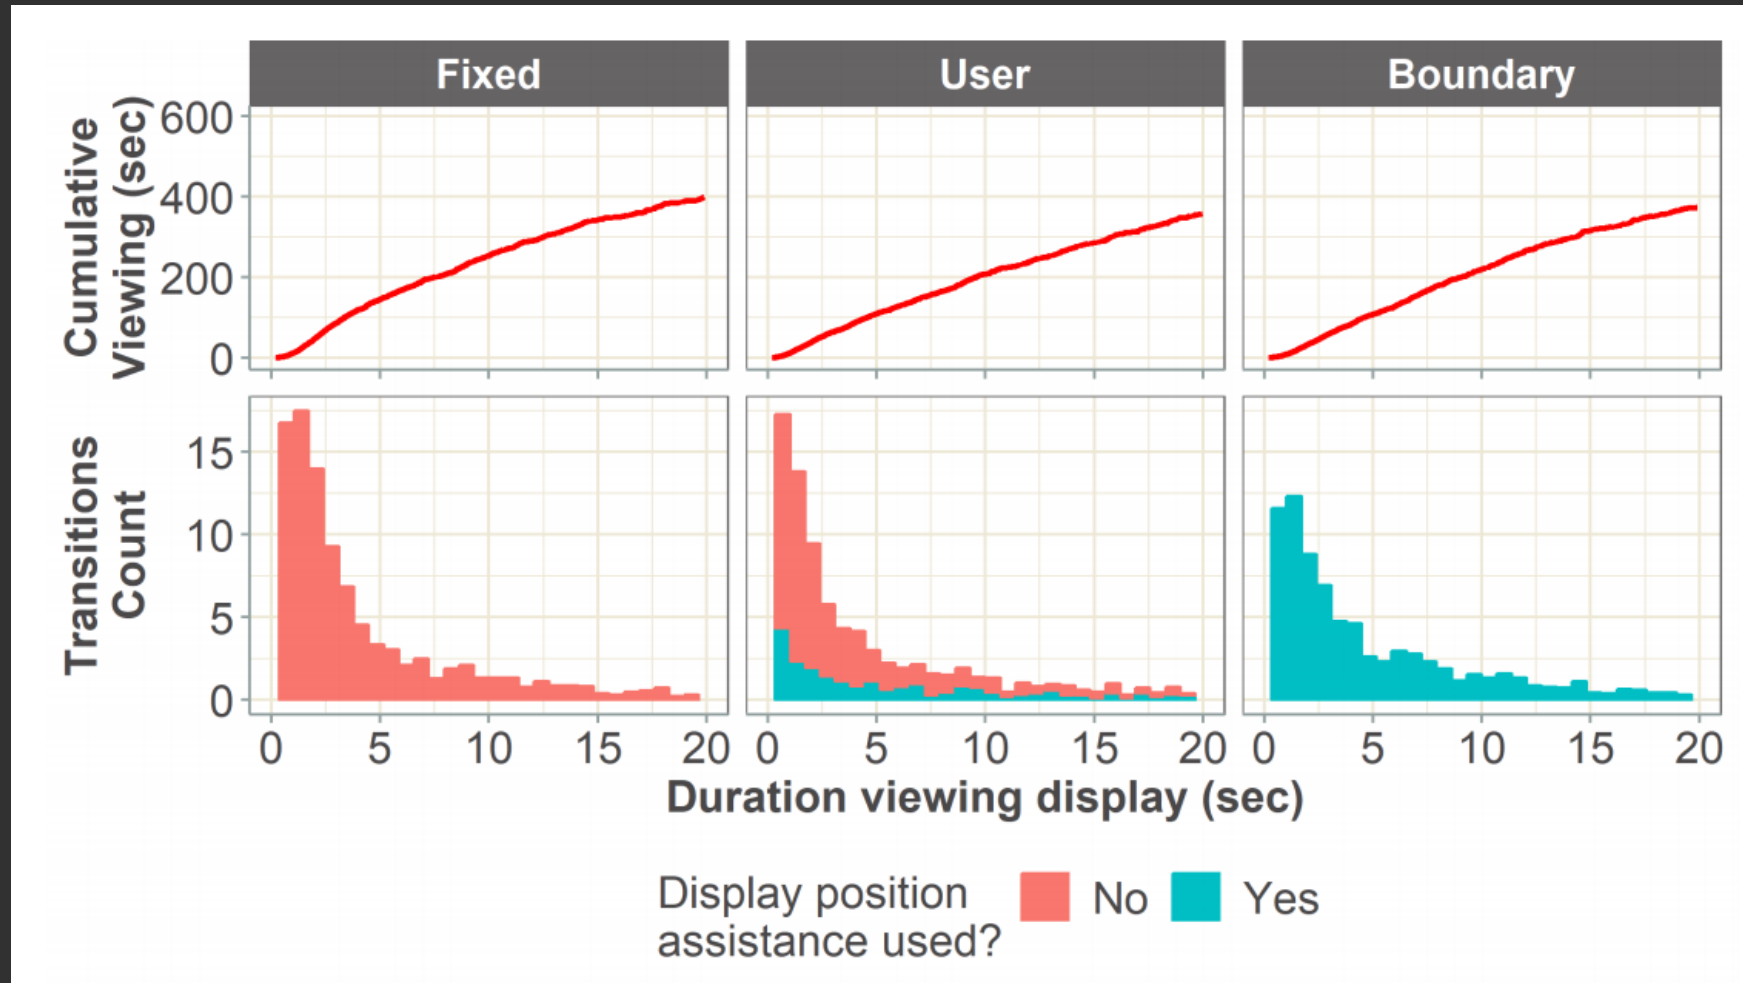 Fixed
User
Boundary
Cumulative
Viewing (sec)
600
400
200
0
Transitions
Count
15
10
5
0
0 5 10 15 20
0 5 10 15 20
0 5 10 15 20
Duration viewing display (sec)
Display position
assistance used?
No
Yes